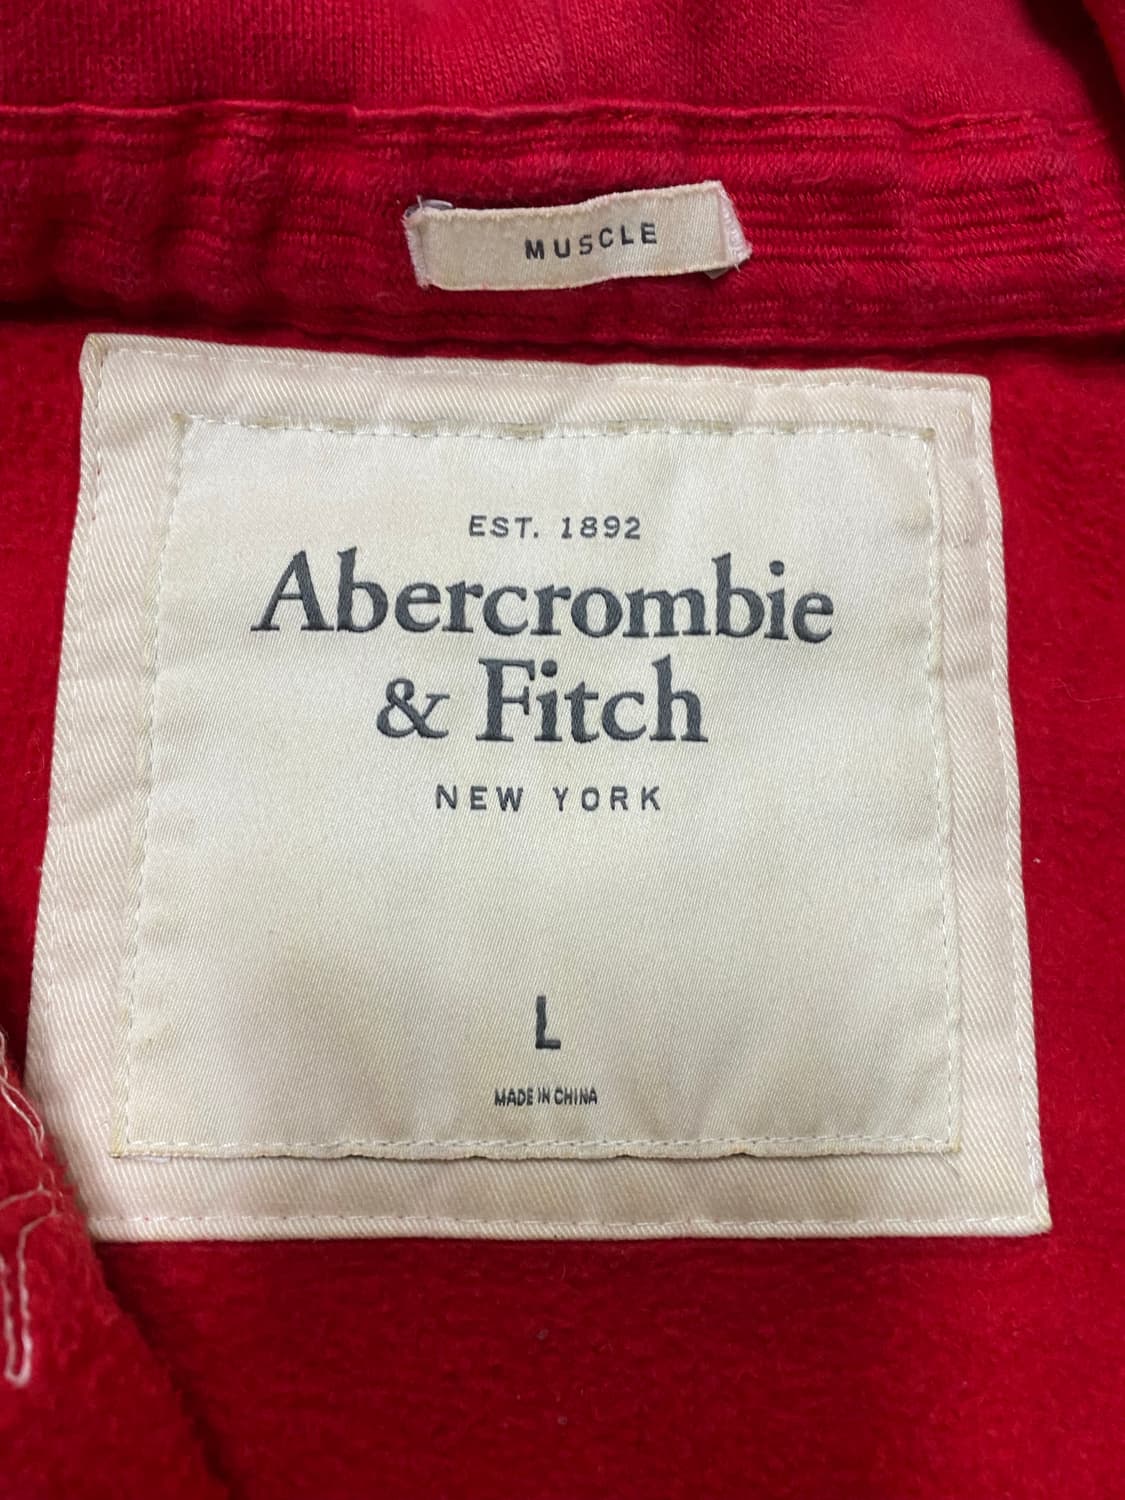 MUSCLE
EST. 1892
Abercrombie
& Fitch
NEW YORK
L
MADE IN CHINA